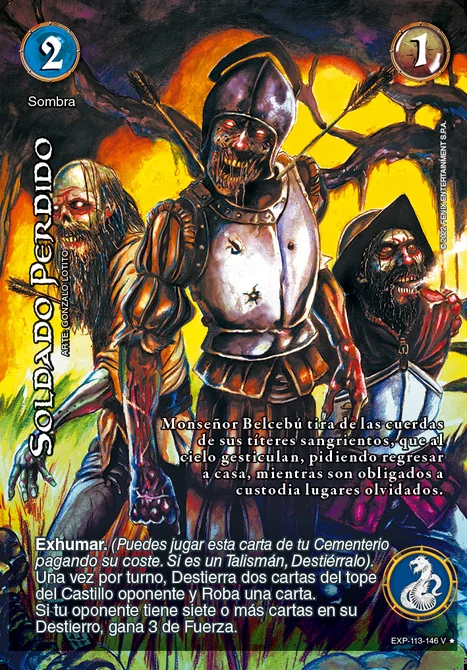 2
1
Sombra
SOLDADO PERDIDO
ARTE: GONZALO LOTITO
©2022 FENIX ENTERTAINMENT S.P.A.
Monseñor Belcebú tira de las cuerdas
de sus títeres sangrientos, que al
cielo gesticulan, pidiendo regresar
a casa, mientras son obligados a
custodia lugares olvidados.
Exhumar. (Puedes jugar esta carta de tu Cementerio
pagando su coste. Si es un Talismán, Destiérralo).
Una vez por turno, Destierra dos cartas del tope
del Castillo oponente y Roba una carta.
Si tu oponente tiene siete o más cartas en su
Destierro, gana 3 de Fuerza.
EXP-113-146 V ★